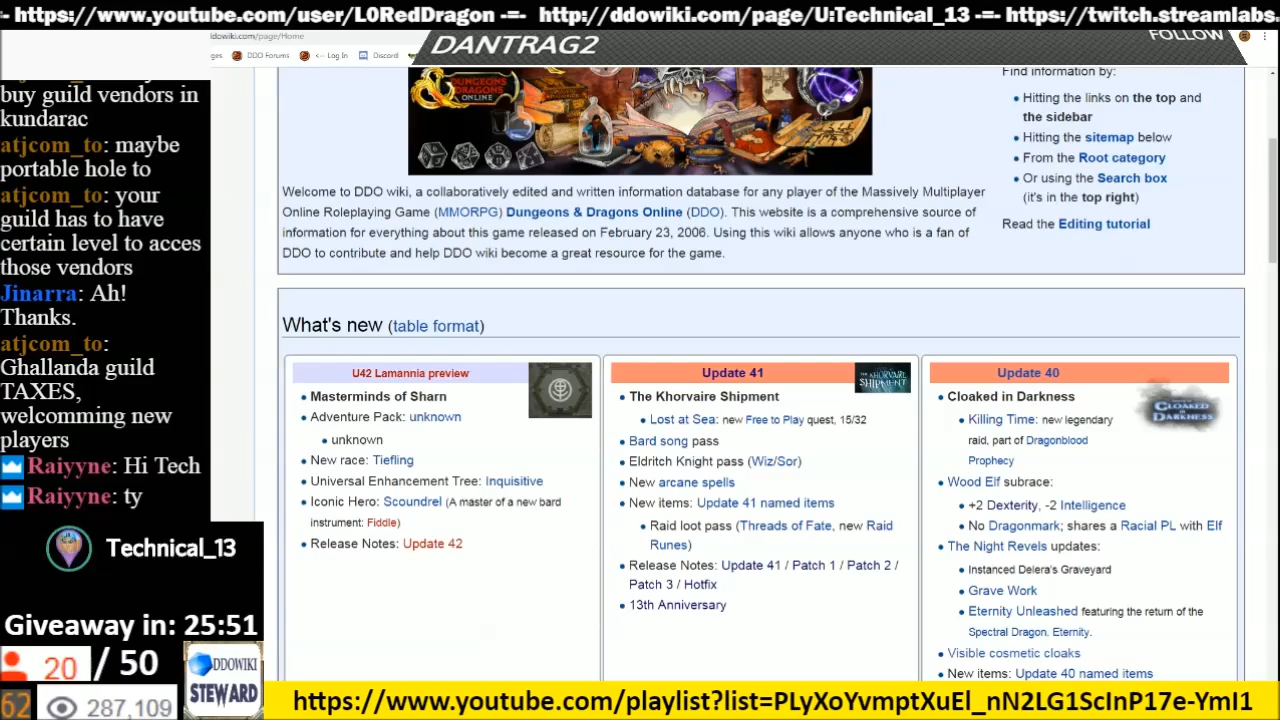 - https://www.youtube.com/user/L0RedDragon -=- http://ddowiki.com/page/U:Technical_13 -=- https://twitch.streamlabs.
ddowiki.com/page/Home
DANTRAG2
FOLLOW
ges DDO Forums <-- Log In Discord
buy guild vendors in
kundarac
atjcom_to: maybe
portable hole to
atjcom_to: your
guild has to have
certain level to acces
those vendors
Jinarra: Ah!
Thanks.
atjcom_to:
Ghallanda guild
TAXES,
welcomming new
players
Raiyyne: Hi Tech
Raiyyne: ty
Technical_13
Giveaway in: 25:51
20 / 50
62 287,109
DDOWIKI
STEWARD
DUNGEONS
DRAGONS
ONLINE
Welcome to DDO wiki, a collaboratively edited and written information database for any player of the Massively Multiplayer
Online Roleplaying Game (MMORPG) Dungeons & Dragons Online (DDO). This website is a comprehensive source of
information for everything about this game released on February 23, 2006. Using this wiki allows anyone who is a fan of
DDO to contribute and help DDO wiki become a great resource for the game.
Find information by:
• Hitting the links on the top and
the sidebar
• Hitting the sitemap below
• From the Root category
• Or using the Search box
(it's in the top right)
Read the Editing tutorial
What's new (table format)
U42 Lamannia preview
• Masterminds of Sharn
• Adventure Pack: unknown
• unknown
• New race: Tiefling
• Universal Enhancement Tree: Inquisitive
• Iconic Hero: Scoundrel (A master of a new bard
instrument: Fiddle)
• Release Notes: Update 42
Update 41
THE KHORVAIRE
SHIPMENT
• The Khorvaire Shipment
• Lost at Sea: new Free to Play quest, 15/32
• Bard song pass
• Eldritch Knight pass (Wiz/Sor)
• New arcane spells
• New items: Update 41 named items
• Raid loot pass (Threads of Fate, new Raid
Runes)
• Release Notes: Update 41 / Patch 1 / Patch 2 /
Patch 3 / Hotfix
• 13th Anniversary
Update 40
CLOAKED
IN
DARKNESS
• Cloaked in Darkness
• Killing Time: new legendary
raid, part of Dragonblood
Prophecy
• Wood Elf subrace:
• +2 Dexterity, -2 Intelligence
• No Dragonmark; shares a Racial PL with Elf
• The Night Revels updates:
• Instanced Delera's Graveyard
• Grave Work
• Eternity Unleashed featuring the return of the
Spectral Dragon, Eternity.
• Visible cosmetic cloaks
• New items: Update 40 named items
https://www.youtube.com/playlist?list=PLyXoYvmptXuEl_nN2LG1ScInP17e-YmI1